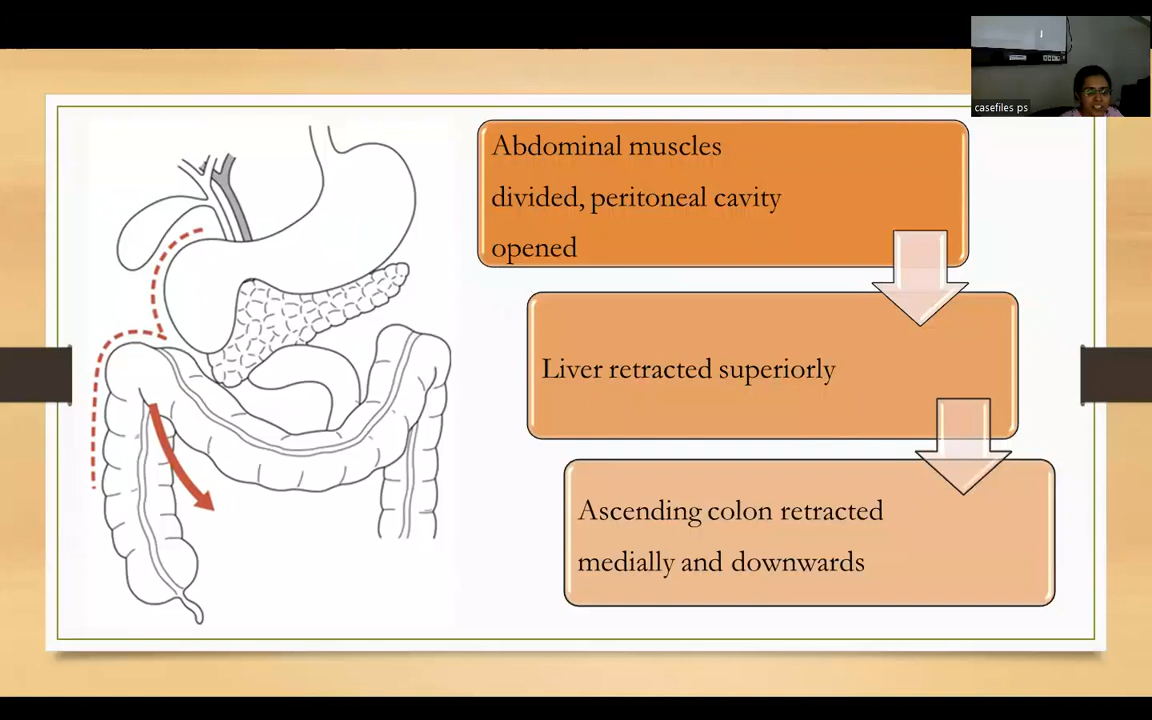 casefiles ps
Abdominal muscles
divided, peritoneal cavity
opened
Liver retracted superiorly
Ascending colon retracted
medially and downwards